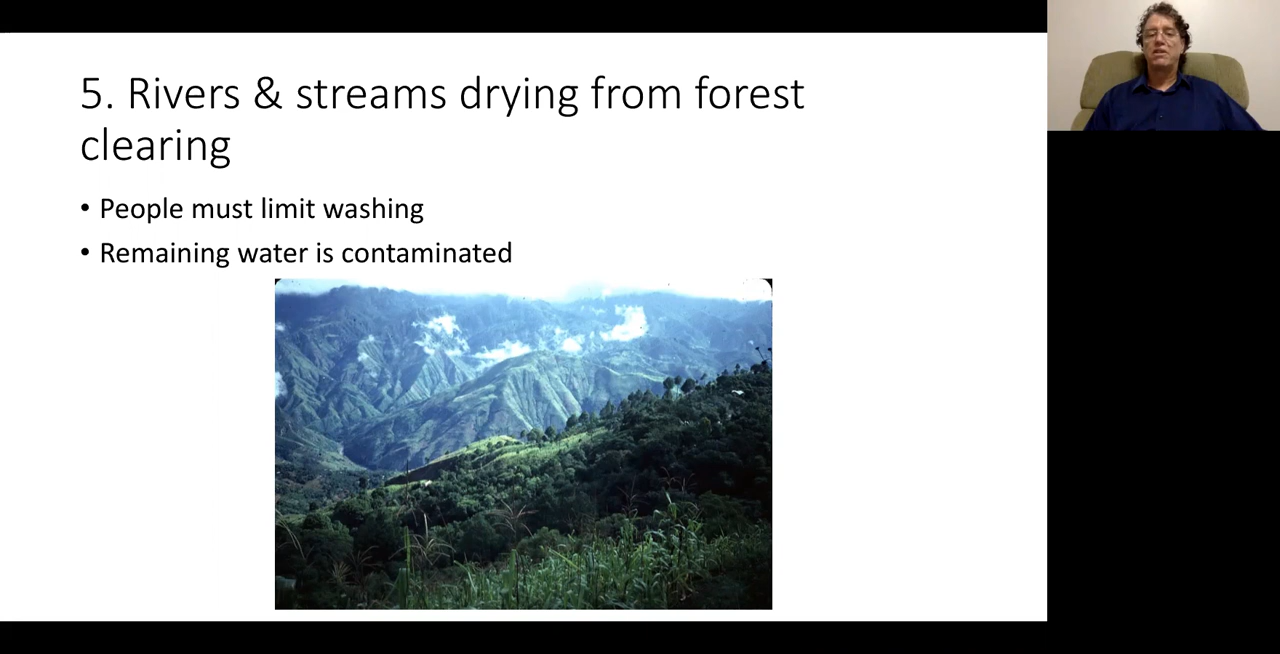 5. Rivers & streams drying from forest
clearing
• People must limit washing
• Remaining water is contaminated